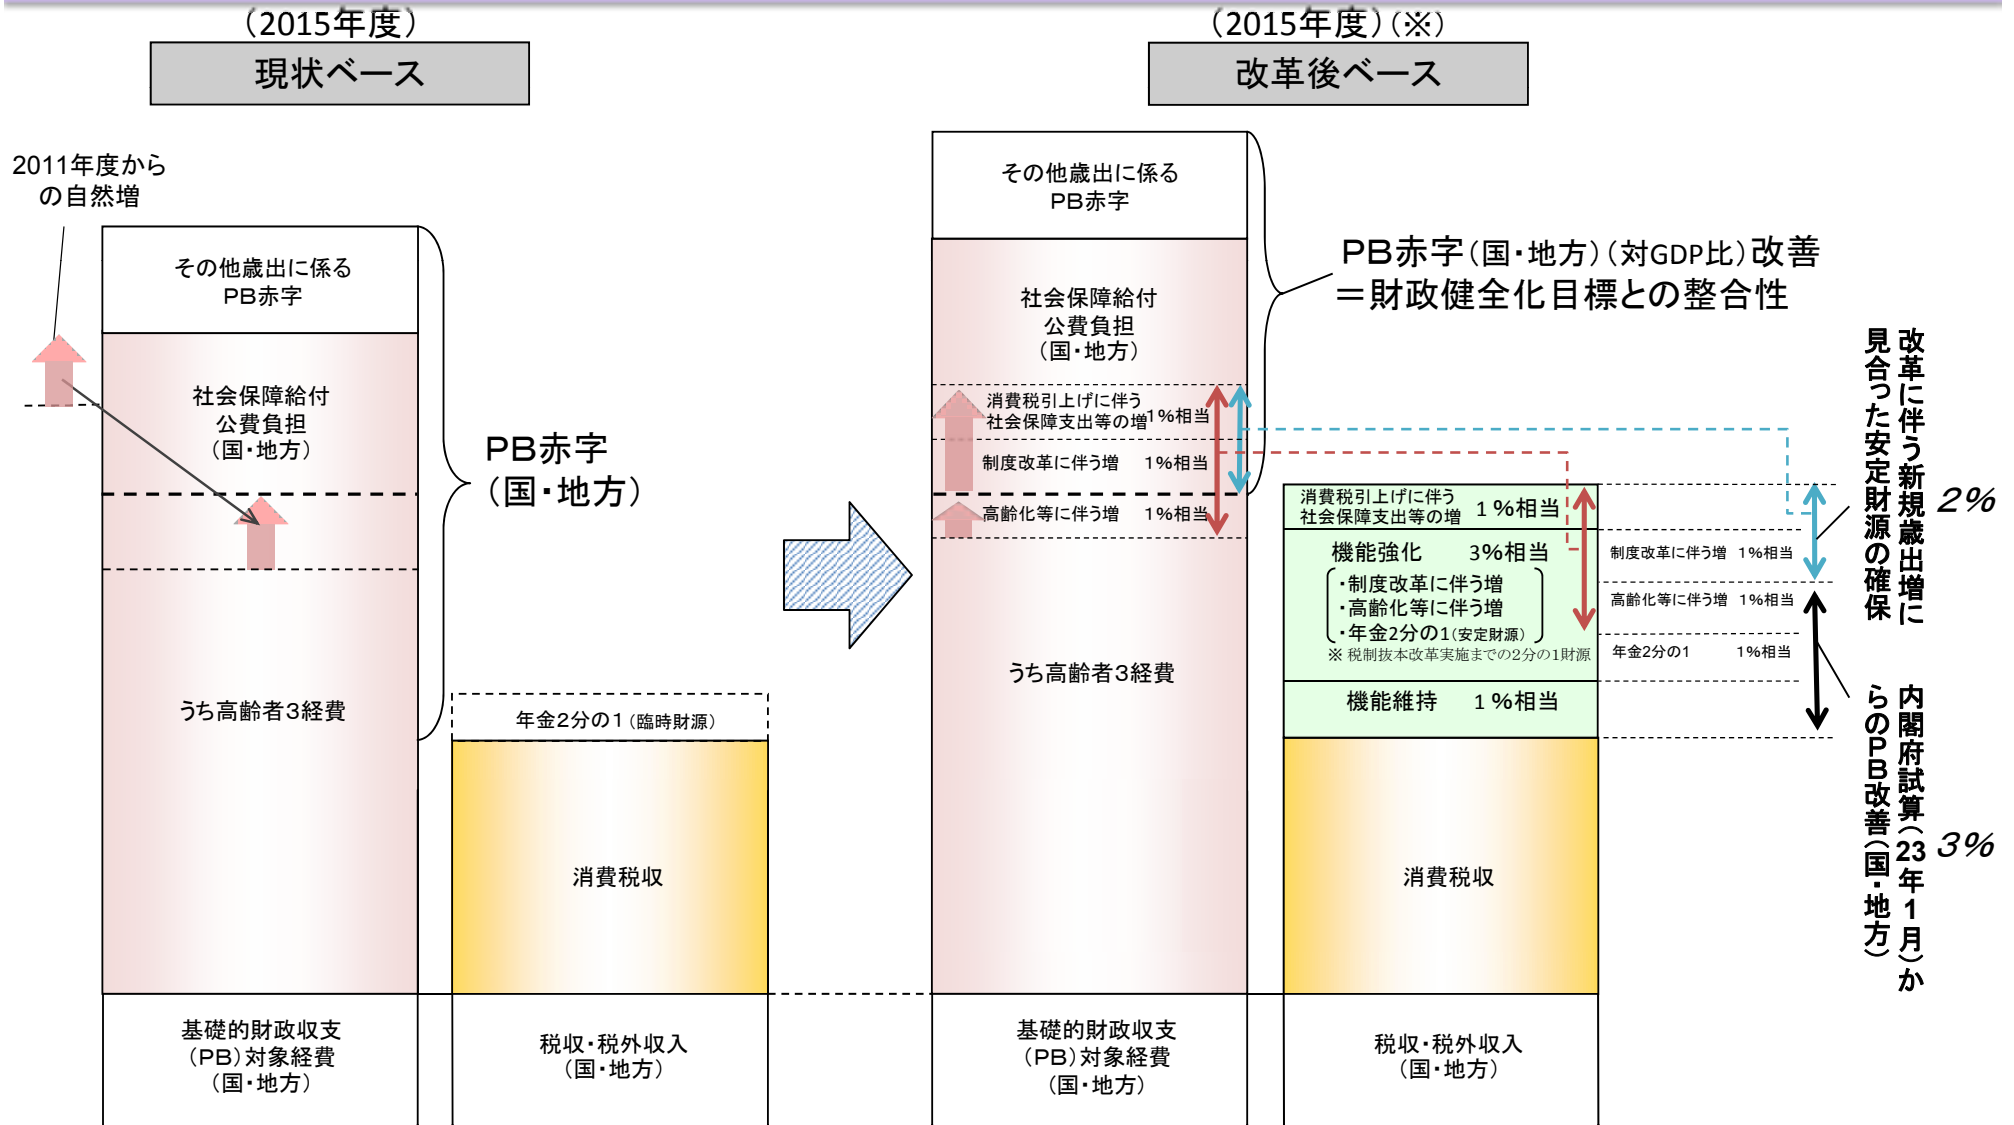 (2015年度)
現状ベース
2011年度から
の自然増
その他歳出に係る
PB赤字
社会保障給付
公費負担
(国・地方)
うち高齢者3経費
PB赤字
(国・地方)
年金2分の1(臨時財源)
消費税収
基礎的財政収支
(PB)対象経費
(国・地方)
税収・税外収入
(国・地方)
(2015年度)(※)
改革後ベース
その他歳出に係る
PB赤字
社会保障給付
公費負担
(国・地方)
消費税引上げに伴う
社会保障支出等の増 1%相当
制度改革に伴う増 1%相当
高齢化等に伴う増 1%相当
うち高齢者3経費
PB赤字(国・地方)(対GDP比)改善
=財政健全化目標との整合性
消費税引上げに伴う
社会保障支出等の増 1%相当
機能強化 3%相当
・制度改革に伴う増
・高齢化等に伴う増
・年金2分の1(安定財源)
※ 税制抜本改革実施までの2分の1財源
機能維持 1%相当
消費税収
制度改革に伴う増 1%相当
高齢化等に伴う増 1%相当
年金2分の1 1%相当
改革に伴う新規歳出増に
見合った安定財源の確保
2%
内閣府試算(23年1月)か
らのPB改善(国・地方)
3%
基礎的財政収支
(PB)対象経費
(国・地方)
税収・税外収入
(国・地方)